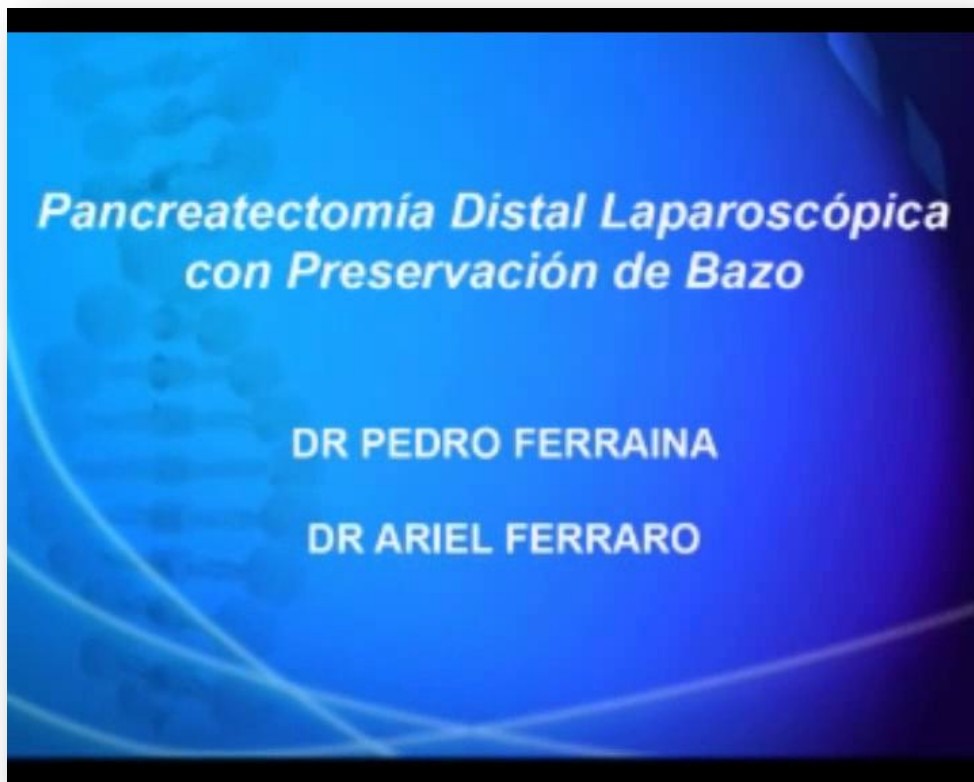 Pancreatectomía Distal Laparoscópica
con Preservación de Bazo
DR PEDRO FERRAINA
DR ARIEL FERRARO